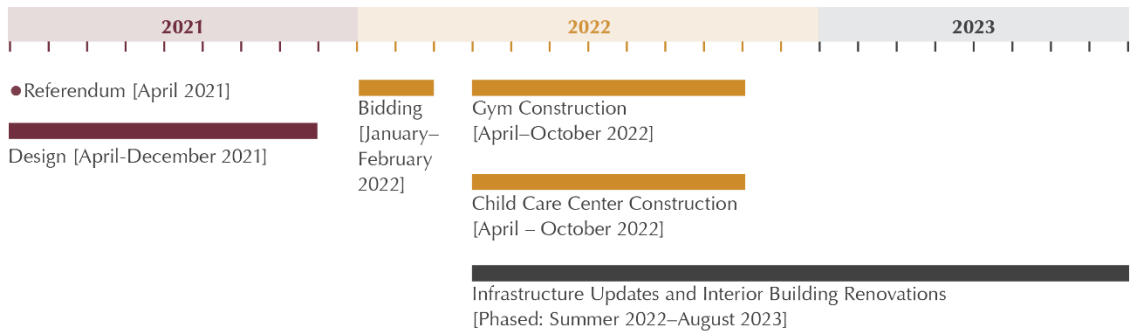 2021
2022
2023
Referendum [April 2021]
Design [April-December 2021]
Bidding
[January–
February
2022]
Gym Construction
[April–October 2022]
Child Care Center Construction
[April – October 2022]
Infrastructure Updates and Interior Building Renovations
[Phased: Summer 2022–August 2023]